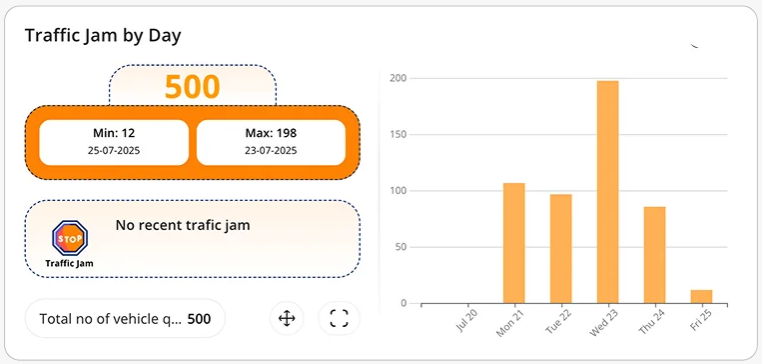 Traffic Jam by Day
500
Min: 12
25-07-2025
Max: 198
23-07-2025
No recent trafic jam
STOP
Traffic Jam
Total no of vehicle q... 500
200
150
100
50
0
Jul 20
Mon 21
Tue 22
Wed 23
Thu 24
Fri 25